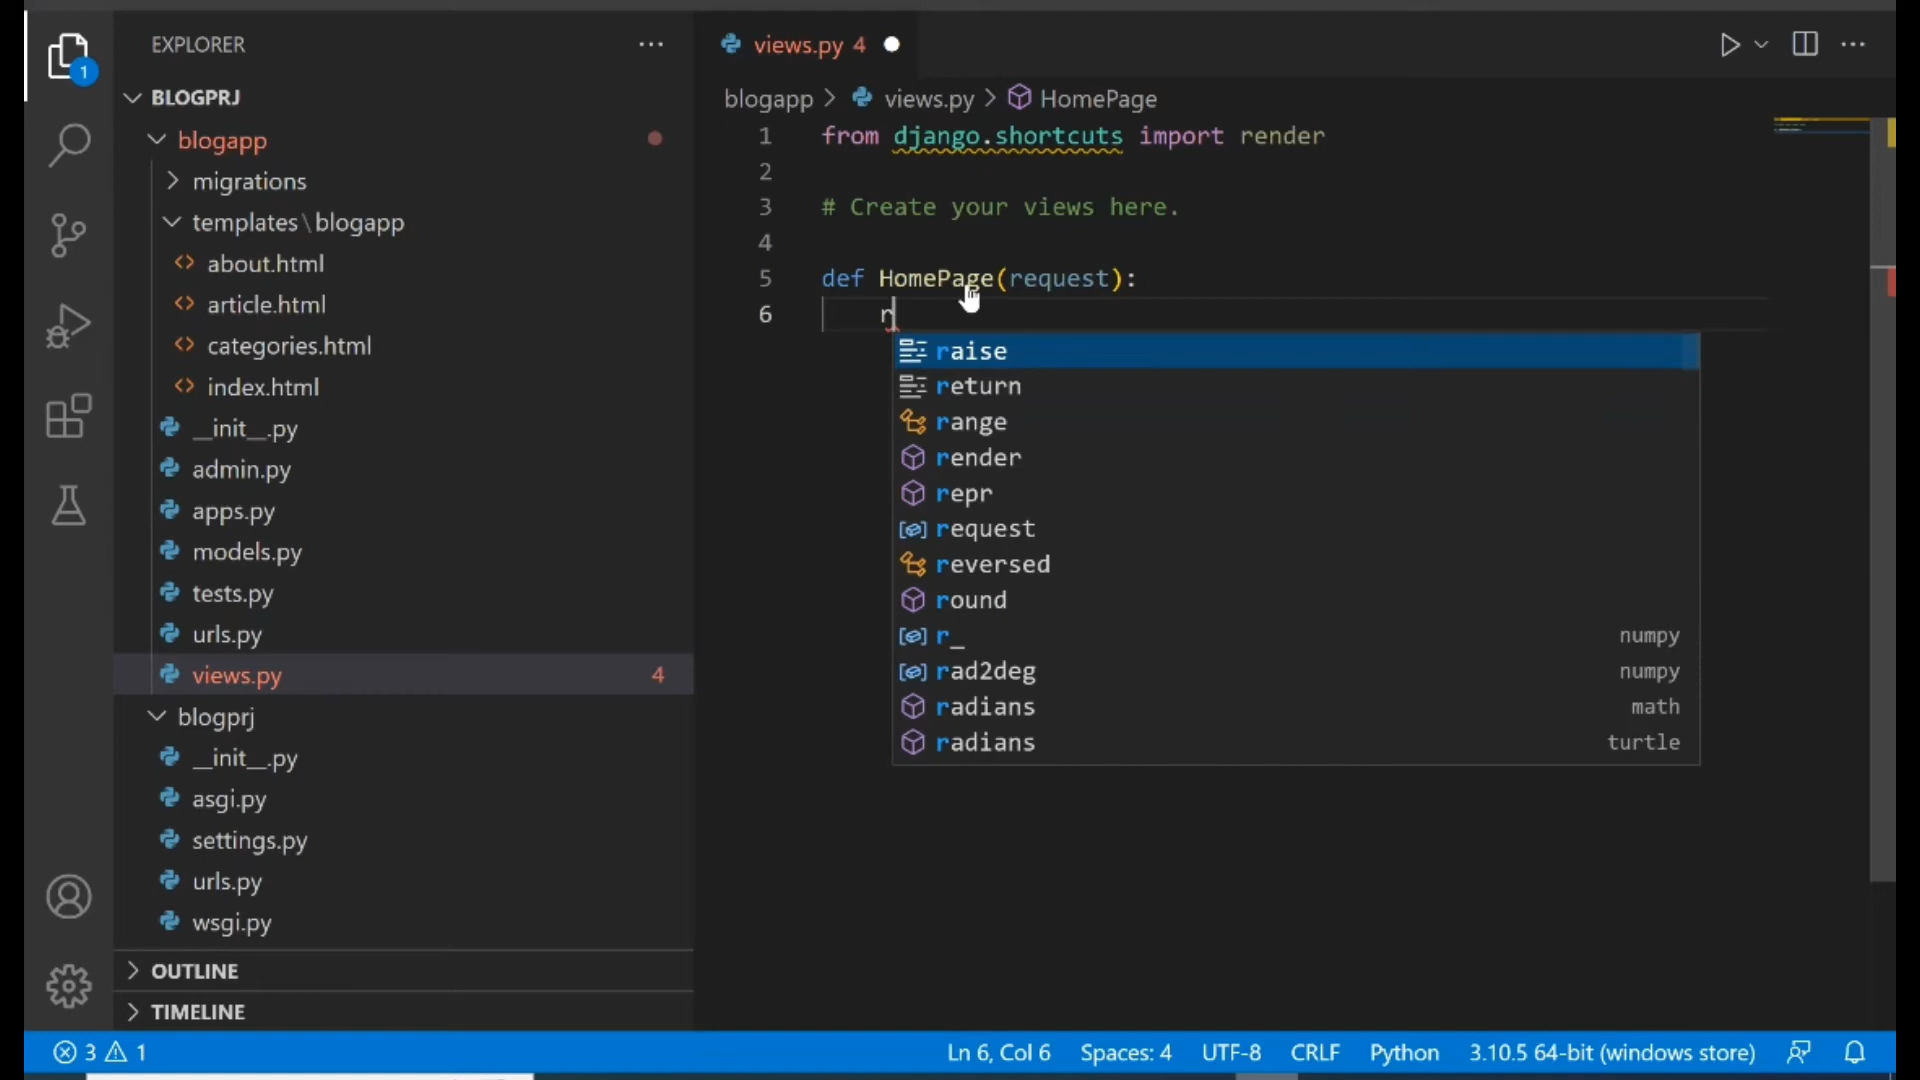 EXPLORER
BLOGPRJ
blogapp
migrations
templates\blogapp
about.html
article.html
categories.html
index.html
__init__.py
admin.py
apps.py
models.py
tests.py
urls.py
views.py 4
blogprj
__init__.py
asgi.py
settings.py
urls.py
wsgi.py
OUTLINE
TIMELINE
1
views.py 4
blogapp > views.py > HomePage
1 from django.shortcuts import render
2
3 # Create your views here.
4
5 def HomePage(request):
6 r
raise
return
range
render
repr
request
reversed
round
r_ numpy
rad2deg numpy
radians math
radians turtle
3 1 Ln 6, Col 6 Spaces: 4 UTF-8 CRLF Python 3.10.5 64-bit (windows store)